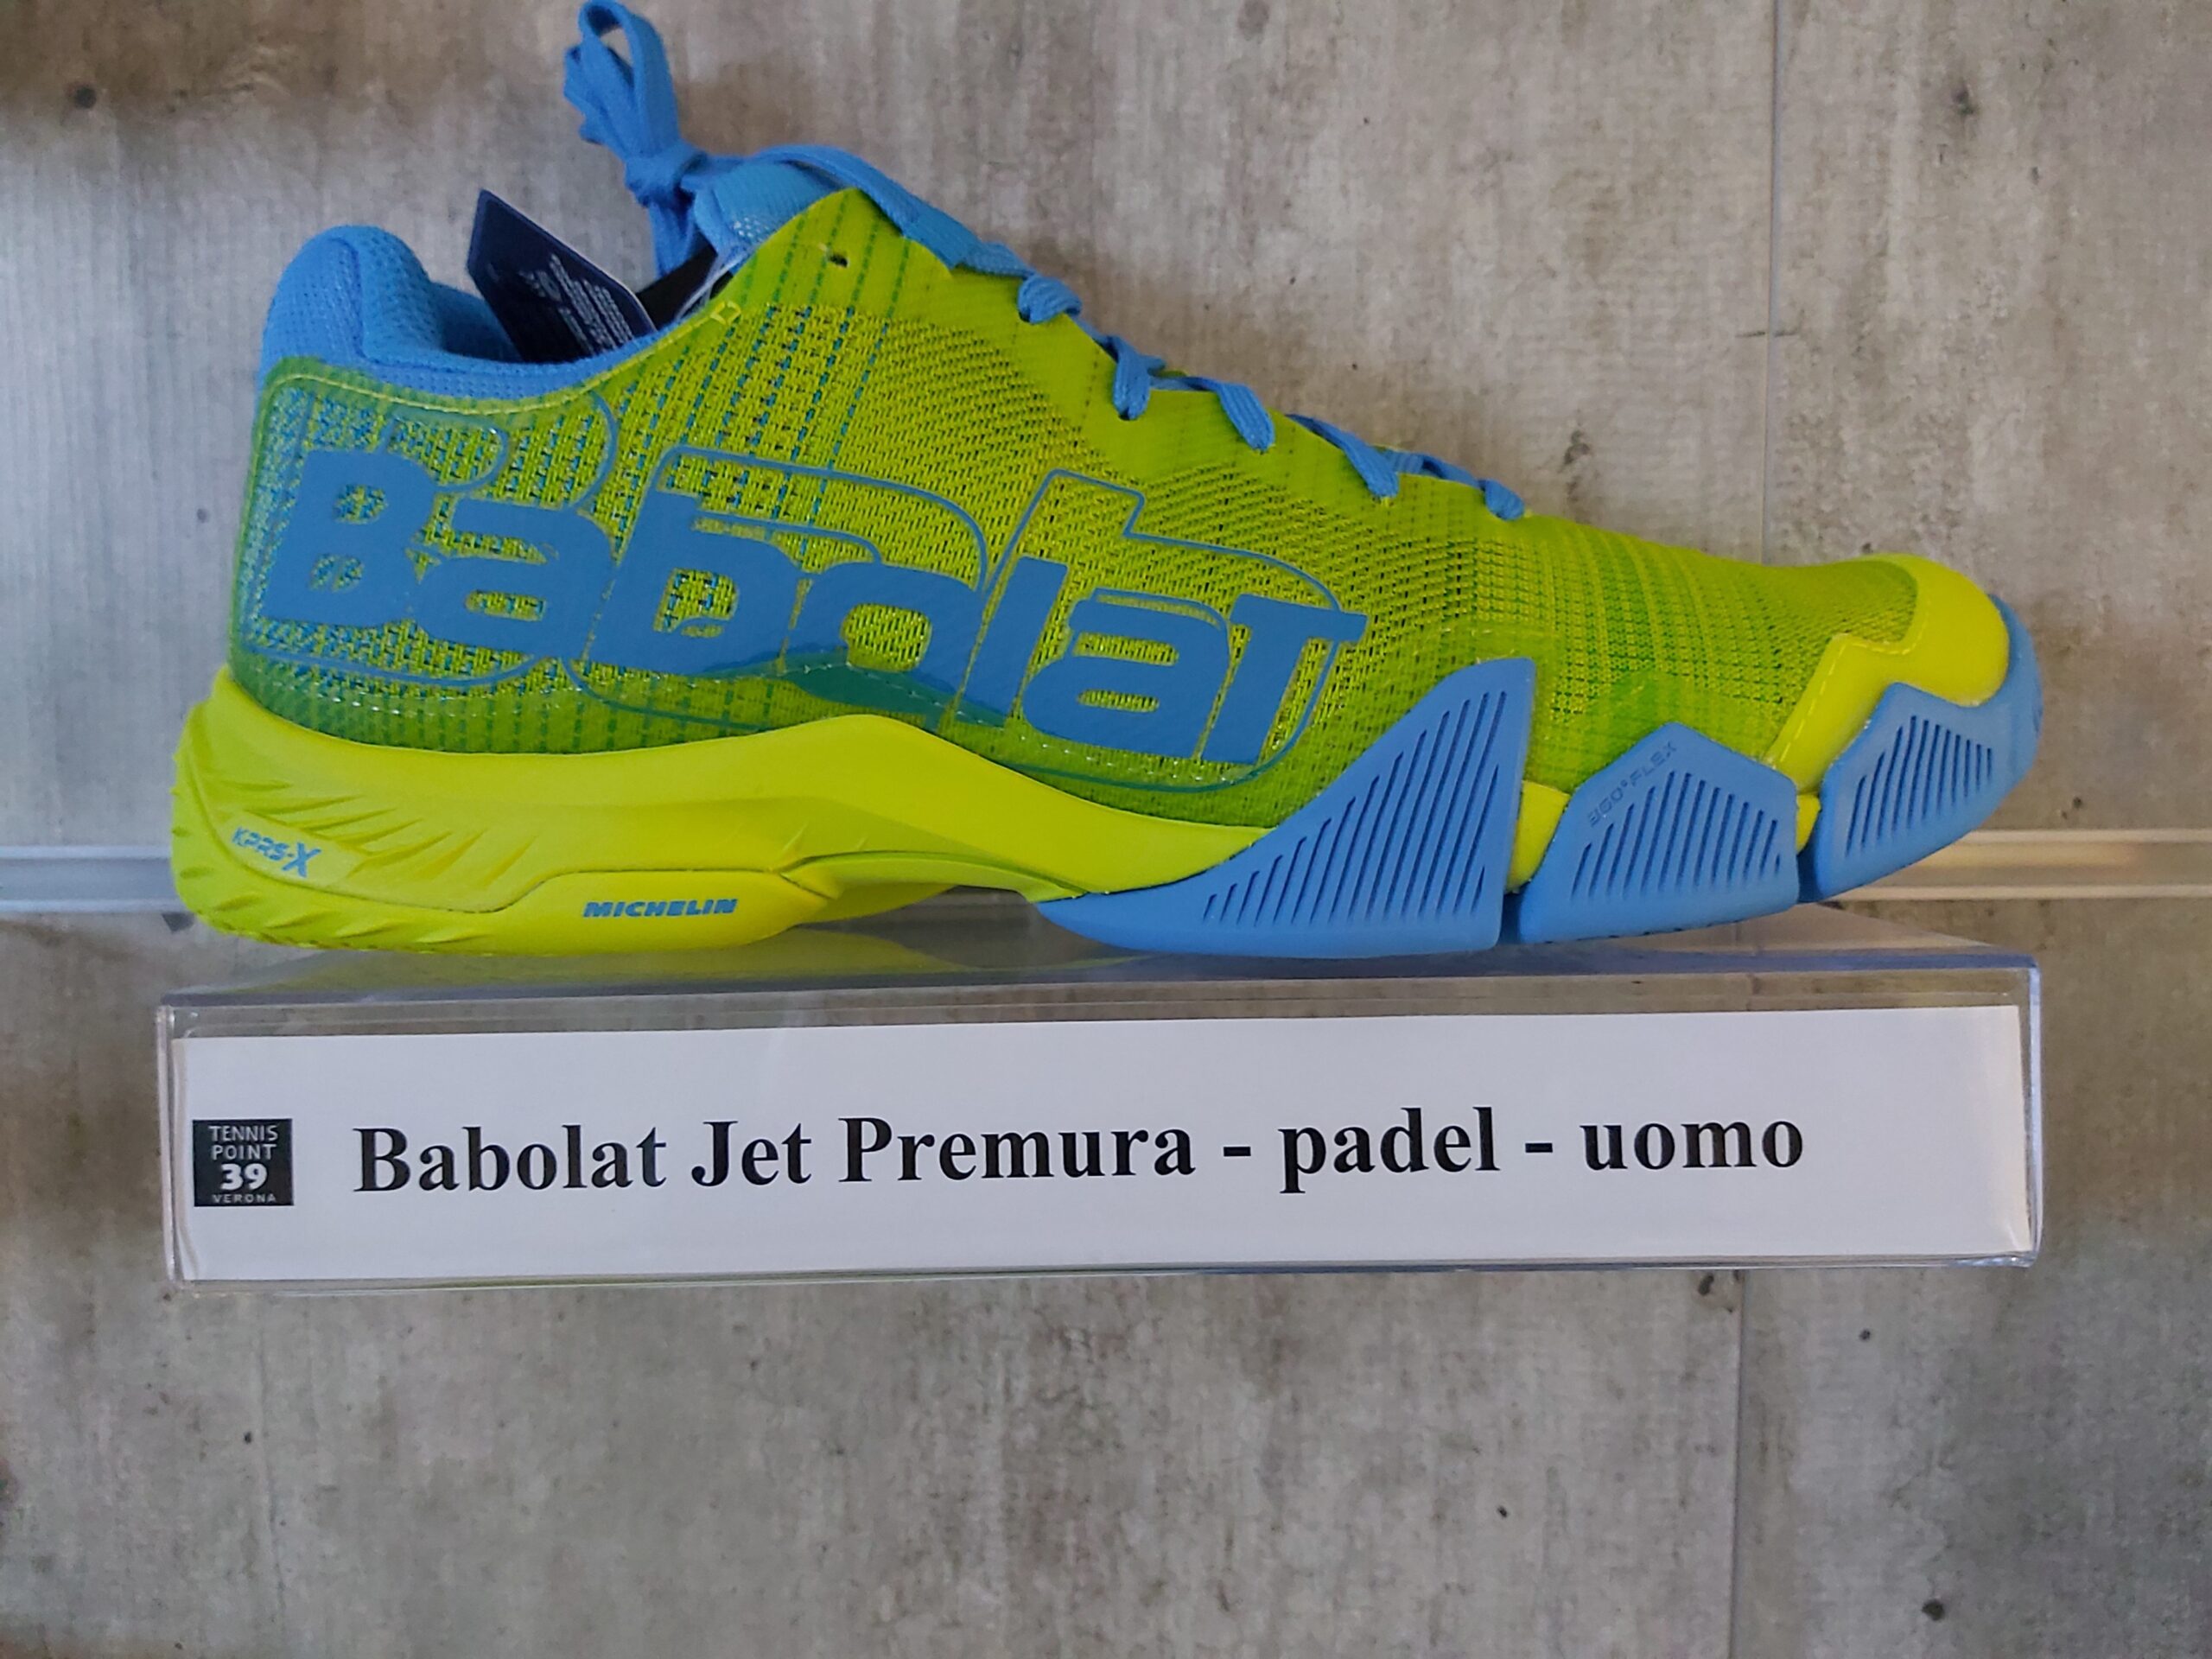 Babolat
KPRS-X
MICHELIN
TENNIS
POINT
39
VERONA
Babolat Jet Premura - padel - uomo